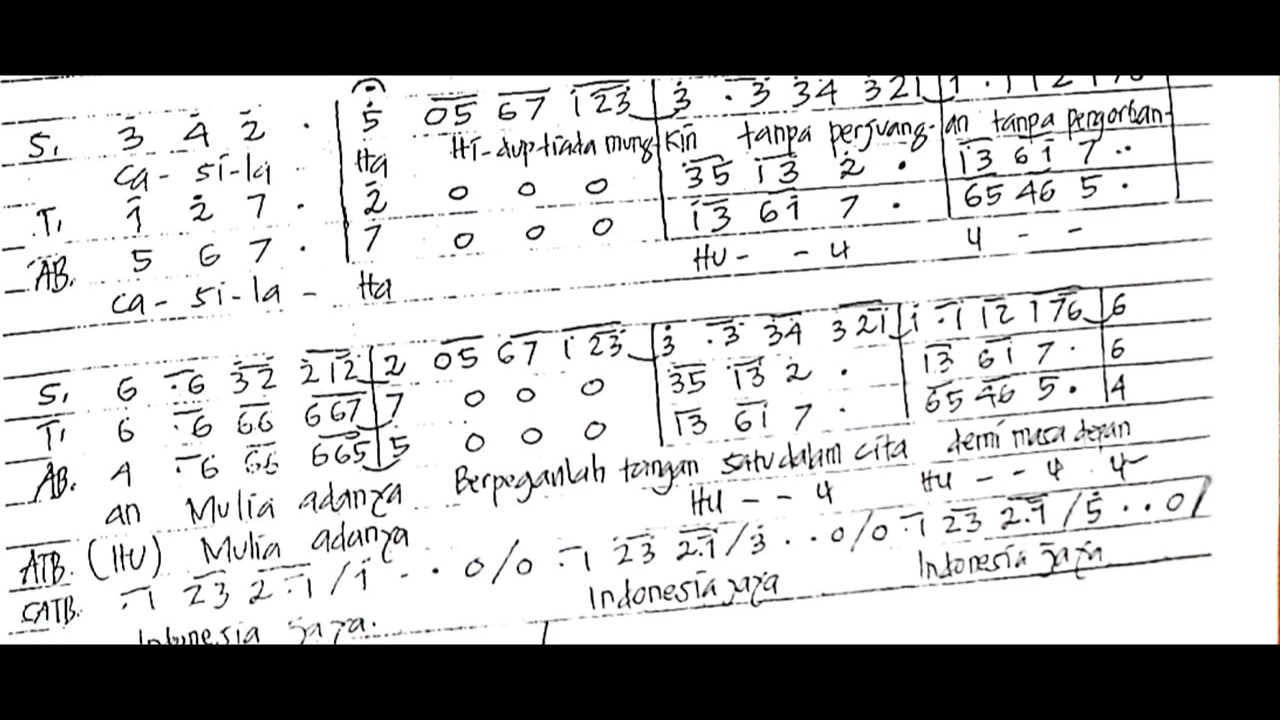 S. 3 4 2 . | 5 05 67 123 | 3 . 3 34 321 | 1 . 1 12 176
ca - si - la Ha Hi - dup tiada mung - kin tanpa perjuang - an tanpa pergorban -
T. 1 2 7 . | 2 0 0 0 | 35 13 2 . | 13 61 7 . .
AB. 5 6 7 . | 7 0 0 0 | 13 61 7 . | 65 46 5 .
ca - si - la - Ha Hu - - 4 4 - -
S. 6 .6 32 212 | 2 05 67 123 | 3 .3 34 321 | 1 .1 12 176 | 6
T. 6 .6 66 667 | 7 0 0 0 | 35 13 2 . | 13 61 7 . | 6
AB. 4 .6 66 665 | 5 0 0 0 | 13 61 7 . | 65 46 5 . | 4
an Mulia adanya Berpeganlah tangan satu dalam cita demi masa depan
ATB. (HU) Mulia adanya Hu - - 4 Hu - - 4 4
SATB. .1 23 2.1 / 1 . . 0 / 0 .1 23 2.1 / 3 . . 0 / 0 .1 23 2.1 / 5 . . 0 /
Indonesia jaya. Indonesia jaya Indonesia jaya